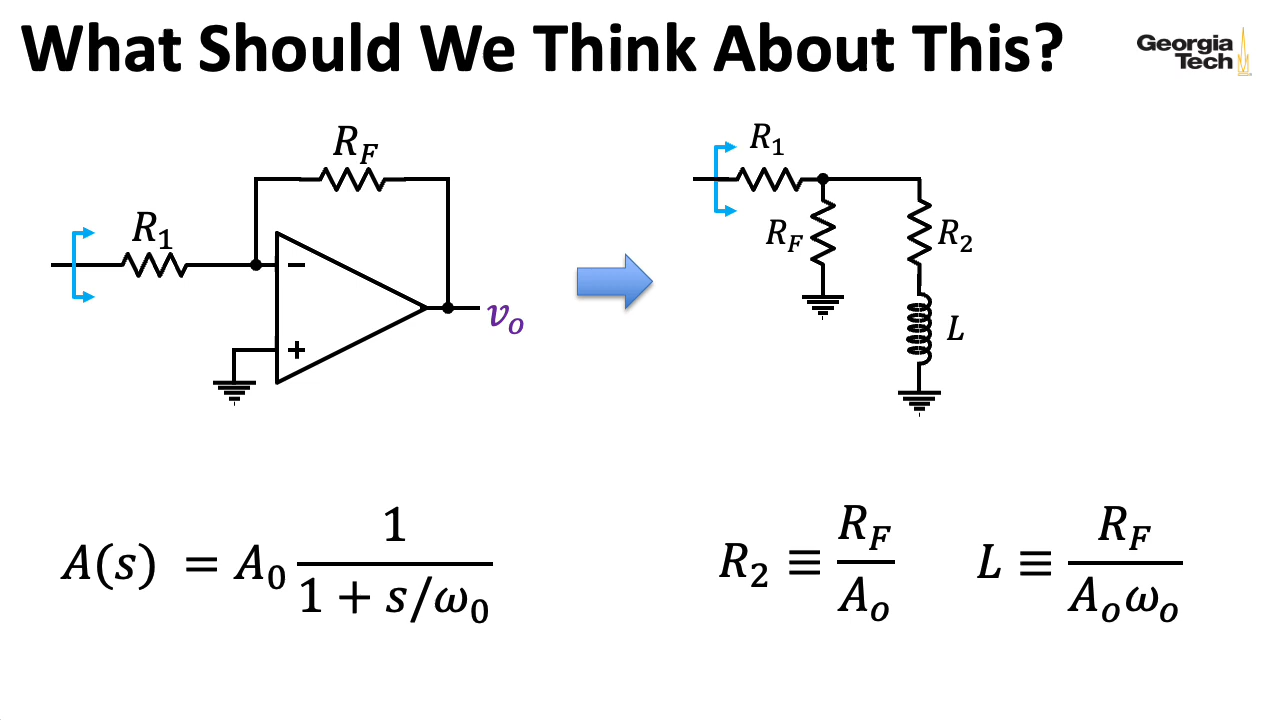 What Should We Think About This?
Georgia
Tech
R_F
R_1
−
+
v_o
R_1
R_F
R_2
L
A(s) = A_0 1/(1 + s/ω_0)
R_2 ≡ R_F/A_o
L ≡ R_F/(A_o ω_o)